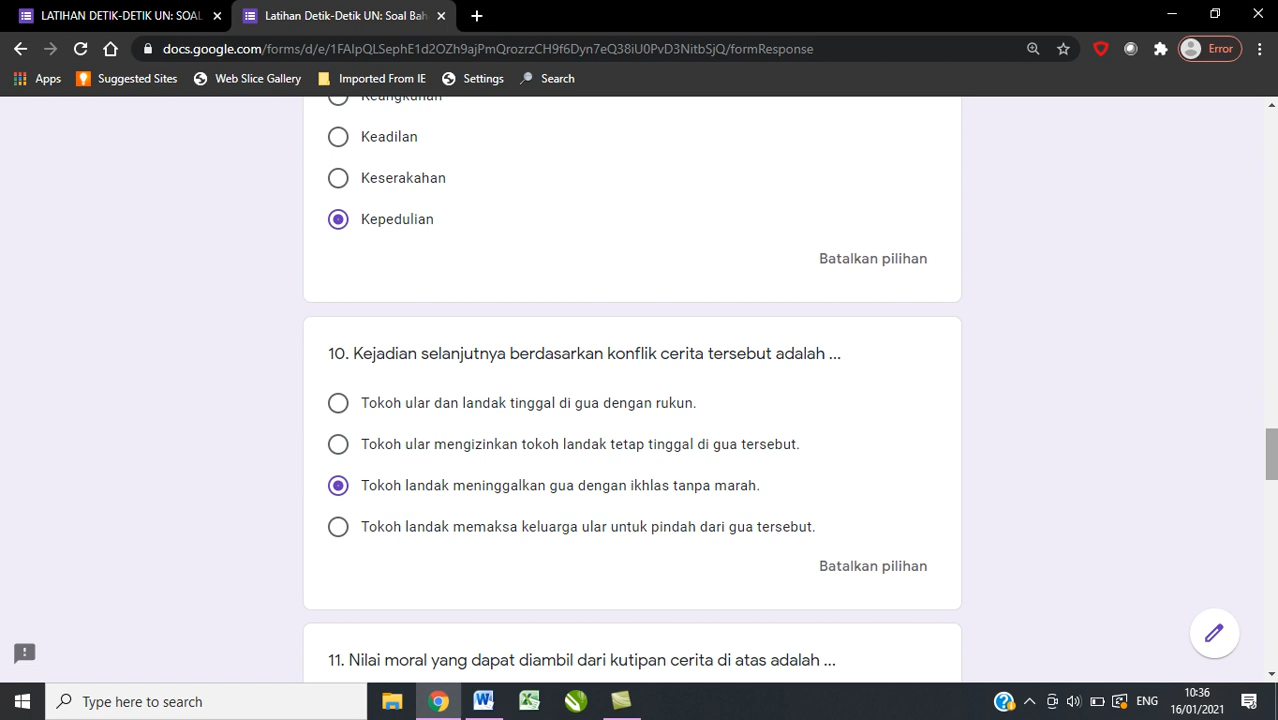 LATIHAN DETIK-DETIK UN: SOAL
Latihan Detik-Detik UN: Soal Bah
docs.google.com/forms/d/e/1FAIpQLSephE1d2OZh9ajPmQrozrzCH9f6Dyn7eQ38iU0PvD3NitbSjQ/formResponse
Error
Apps
Suggested Sites
Web Slice Gallery
Imported From IE
Settings
Search
Keangkuhan
Keadilan
Keserakahan
Kepedulian
Batalkan pilihan
10. Kejadian selanjutnya berdasarkan konflik cerita tersebut adalah ...
Tokoh ular dan landak tinggal di gua dengan rukun.
Tokoh ular mengizinkan tokoh landak tetap tinggal di gua tersebut.
Tokoh landak meninggalkan gua dengan ikhlas tanpa marah.
Tokoh landak memaksa keluarga ular untuk pindah dari gua tersebut.
Batalkan pilihan
11. Nilai moral yang dapat diambil dari kutipan cerita di atas adalah ...
Type here to search
ENG
10:36
16/01/2021